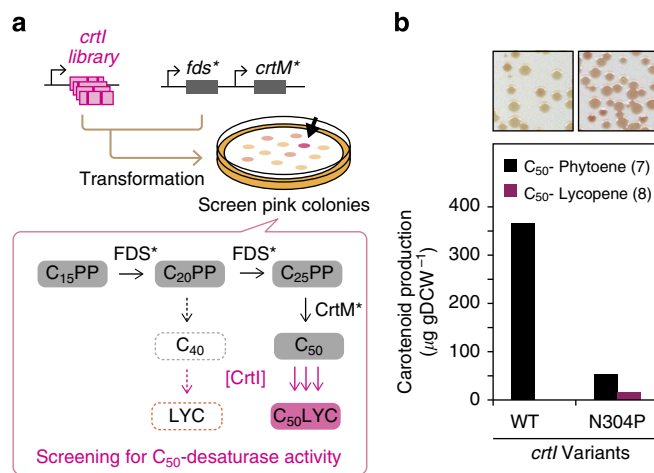 a
crtI
library
fds*
crtM*
Transformation
Screen pink colonies
FDS*
FDS*
C₁₅PP
C₂₀PP
C₂₅PP
CrtM*
C₄₀
C₅₀
[CrtI]
LYC
C₅₀LYC
Screening for C₅₀-desaturase activity
b
C₅₀- Phytoene (7)
C₅₀- Lycopene (8)
Carotenoid production
(µg gDCW⁻¹)
400
300
200
100
50
0
WT
N304P
crtI Variants